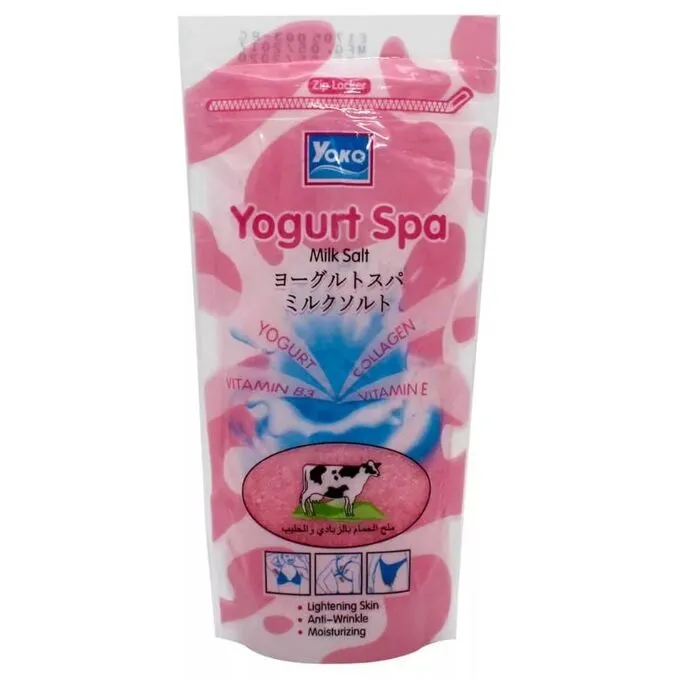 Zip Locker
YOKO
Yogurt Spa
Milk Salt
ヨーグルトスパ
ミルクソルト
YOGURT
COLLAGEN
VITAMIN B3
VITAMIN E
ملح الحمام بالزبادي والحليب
• Lightening Skin
• Anti-Wrinkle
• Moisturizing